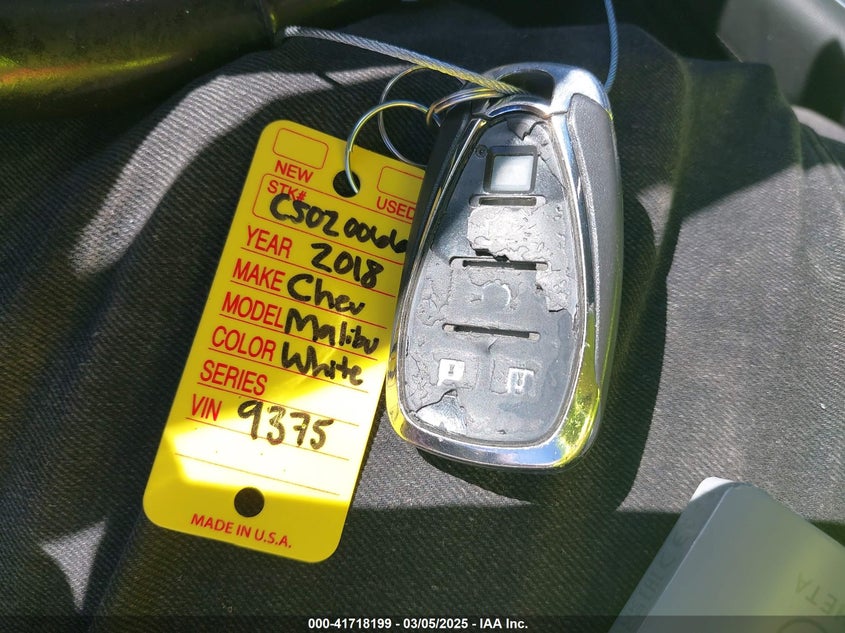 NEW
USED
STK# CJ020066
YEAR 2018
MAKE Chev
MODEL Malibu
COLOR White
SERIES
VIN 9375
MADE IN U.S.A.
000-41718199 - 03/05/2025 - IAA Inc.